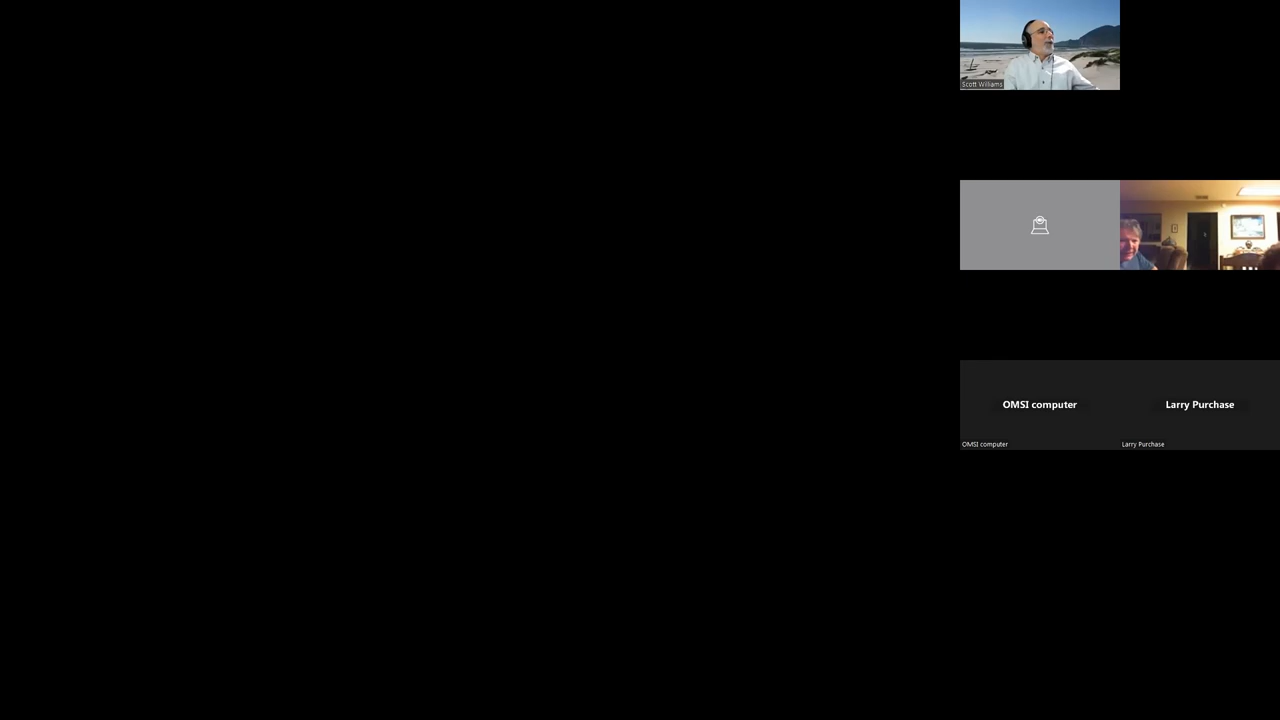 Scott Williams
OMSI computer
Larry Purchase
OMSI computer
Larry Purchase